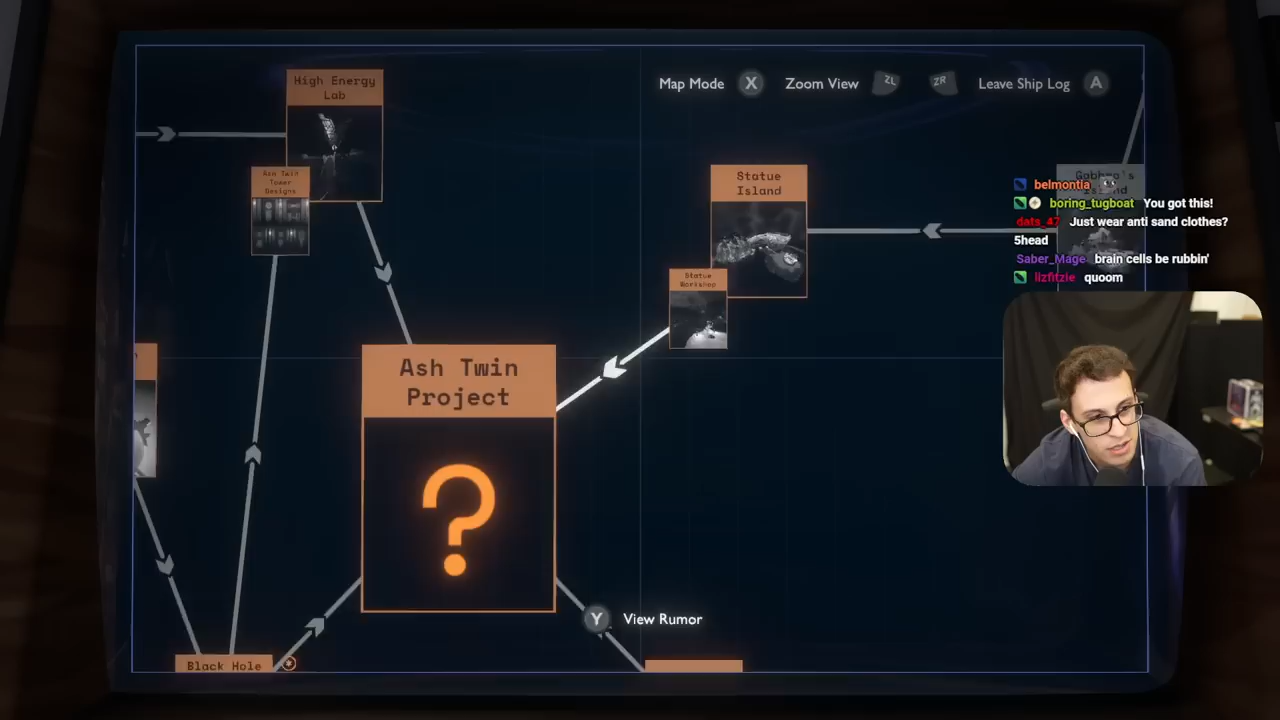 High Energy
Lab
Map Mode X Zoom View ZL ZR Leave Ship Log A
Ash Twin
Tower
Designs
Statue
Island
Statue
Workshop
belmontia
boring_tugboat You got this!
dats_47 Just wear anti sand clothes?
5head
Saber_Mage brain cells be rubbin'
lizfitzie quoom
Ash Twin
Project
?
Y View Rumor
Black Hole